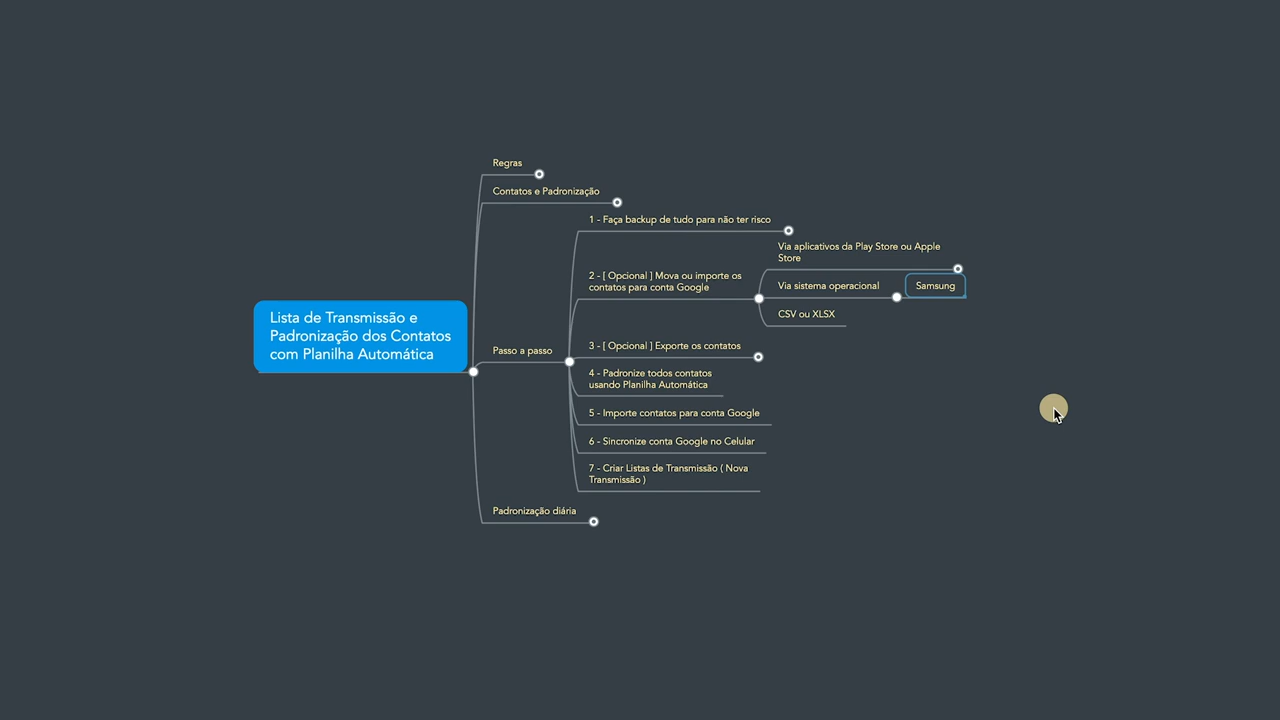 Lista de Transmissão e
Padronização dos Contatos
com Planilha Automática
Regras
Contatos e Padronização
Passo a passo
1 - Faça backup de tudo para não ter risco
2 - [ Opcional ] Mova ou importe os
contatos para conta Google
Via aplicativos da Play Store ou Apple
Store
Via sistema operacional
Samsung
CSV ou XLSX
3 - [ Opcional ] Exporte os contatos
4 - Padronize todos contatos
usando Planilha Automática
5 - Importe contatos para conta Google
6 - Sincronize conta Google no Celular
7 - Criar Listas de Transmissão ( Nova
Transmissão )
Padronização diária